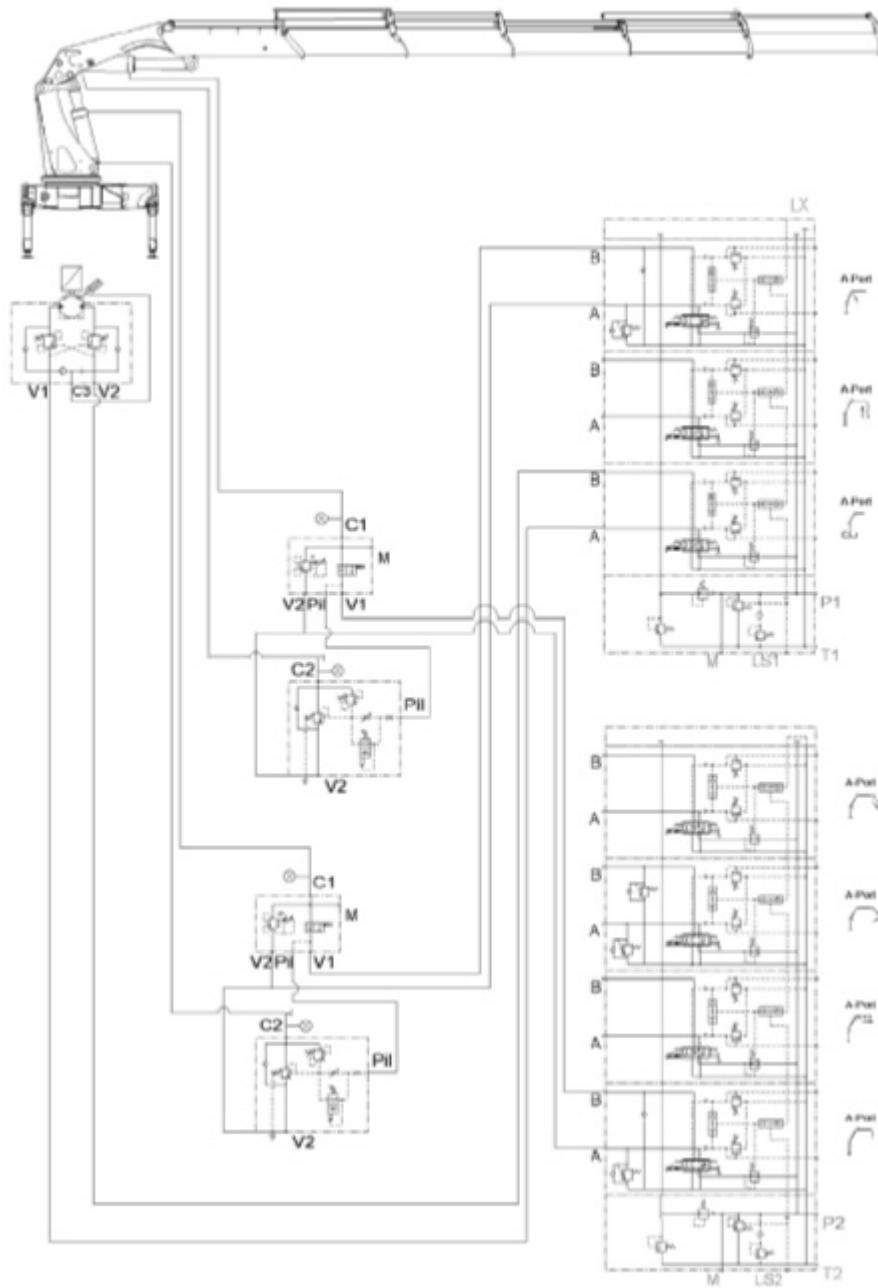 LX
B
A-Port
A
B
A-Port
A
B
A-Port
A
V1 C3 V2
C1
M
V2 Pil V1
P1
M LS1 T1
C2
Pil
V2
B
A-Port
A
C1
B
A-Port
M
A
V2 Pil V1
B
A-Port
C2
A
Pil
B
A-Port
V2
A
P2
M LS2 T2